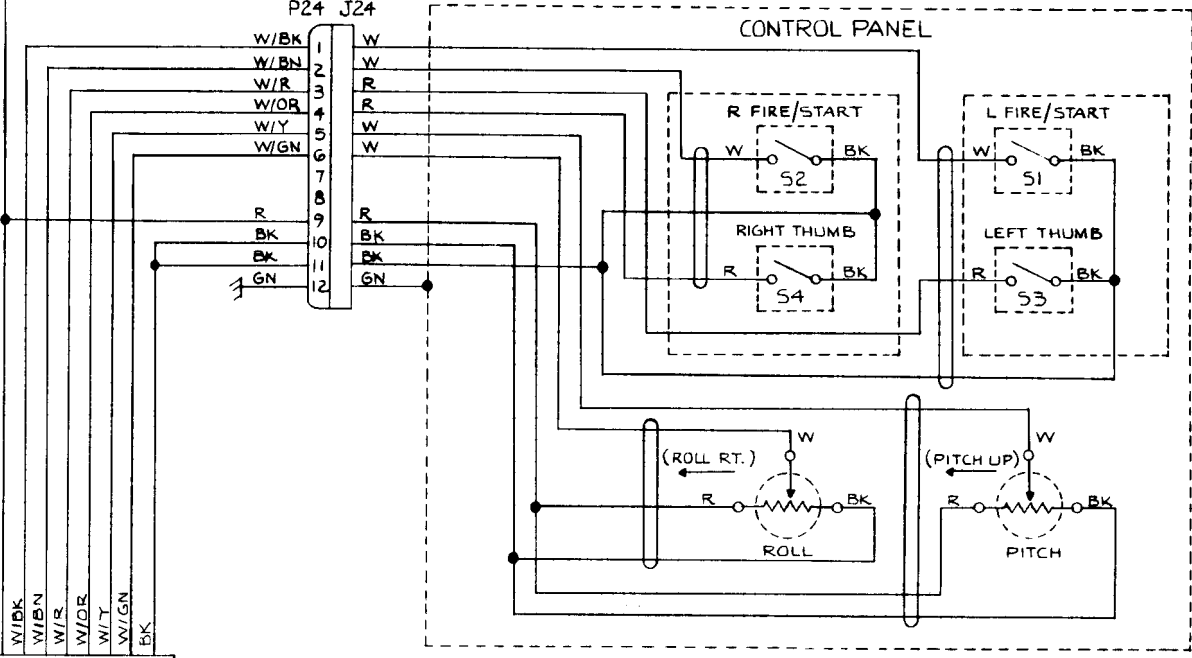 P24 J24
CONTROL PANEL
W/BK 1 W
W/BN 2 W
W/R 3 R
W/OR 4 R
W/Y 5 W
W/GN 6 W
7
8
R 9 R
BK 10 BK
BK 11 BK
GN 12 GN
R FIRE/START
W BK
S2
RIGHT THUMB
R BK
S4
L FIRE/START
W BK
S1
LEFT THUMB
R BK
S3
W
(ROLL RT.)
R BK
ROLL
W
(PITCH UP)
R BK
PITCH
W/BK
W/BN
W/R
W/OR
W/Y
W/GN
BK